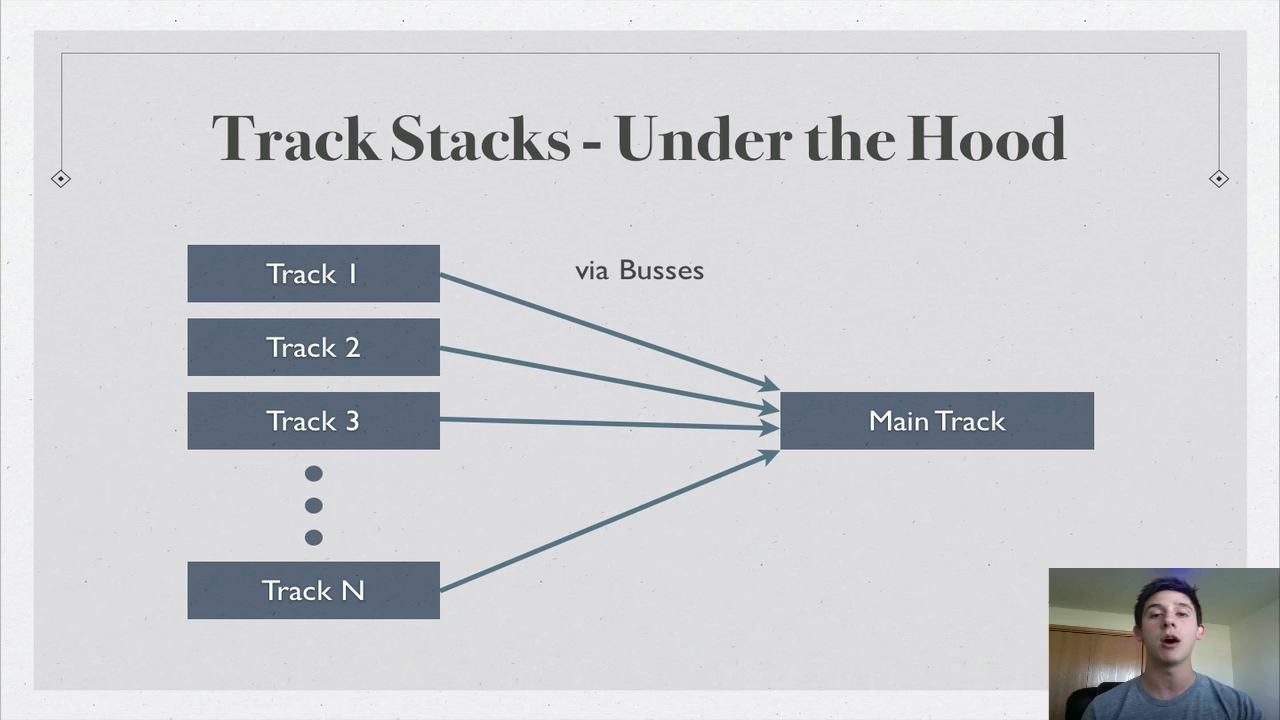 Track Stacks - Under the Hood
via Busses
Track 1
Track 2
Track 3
Main Track
Track N